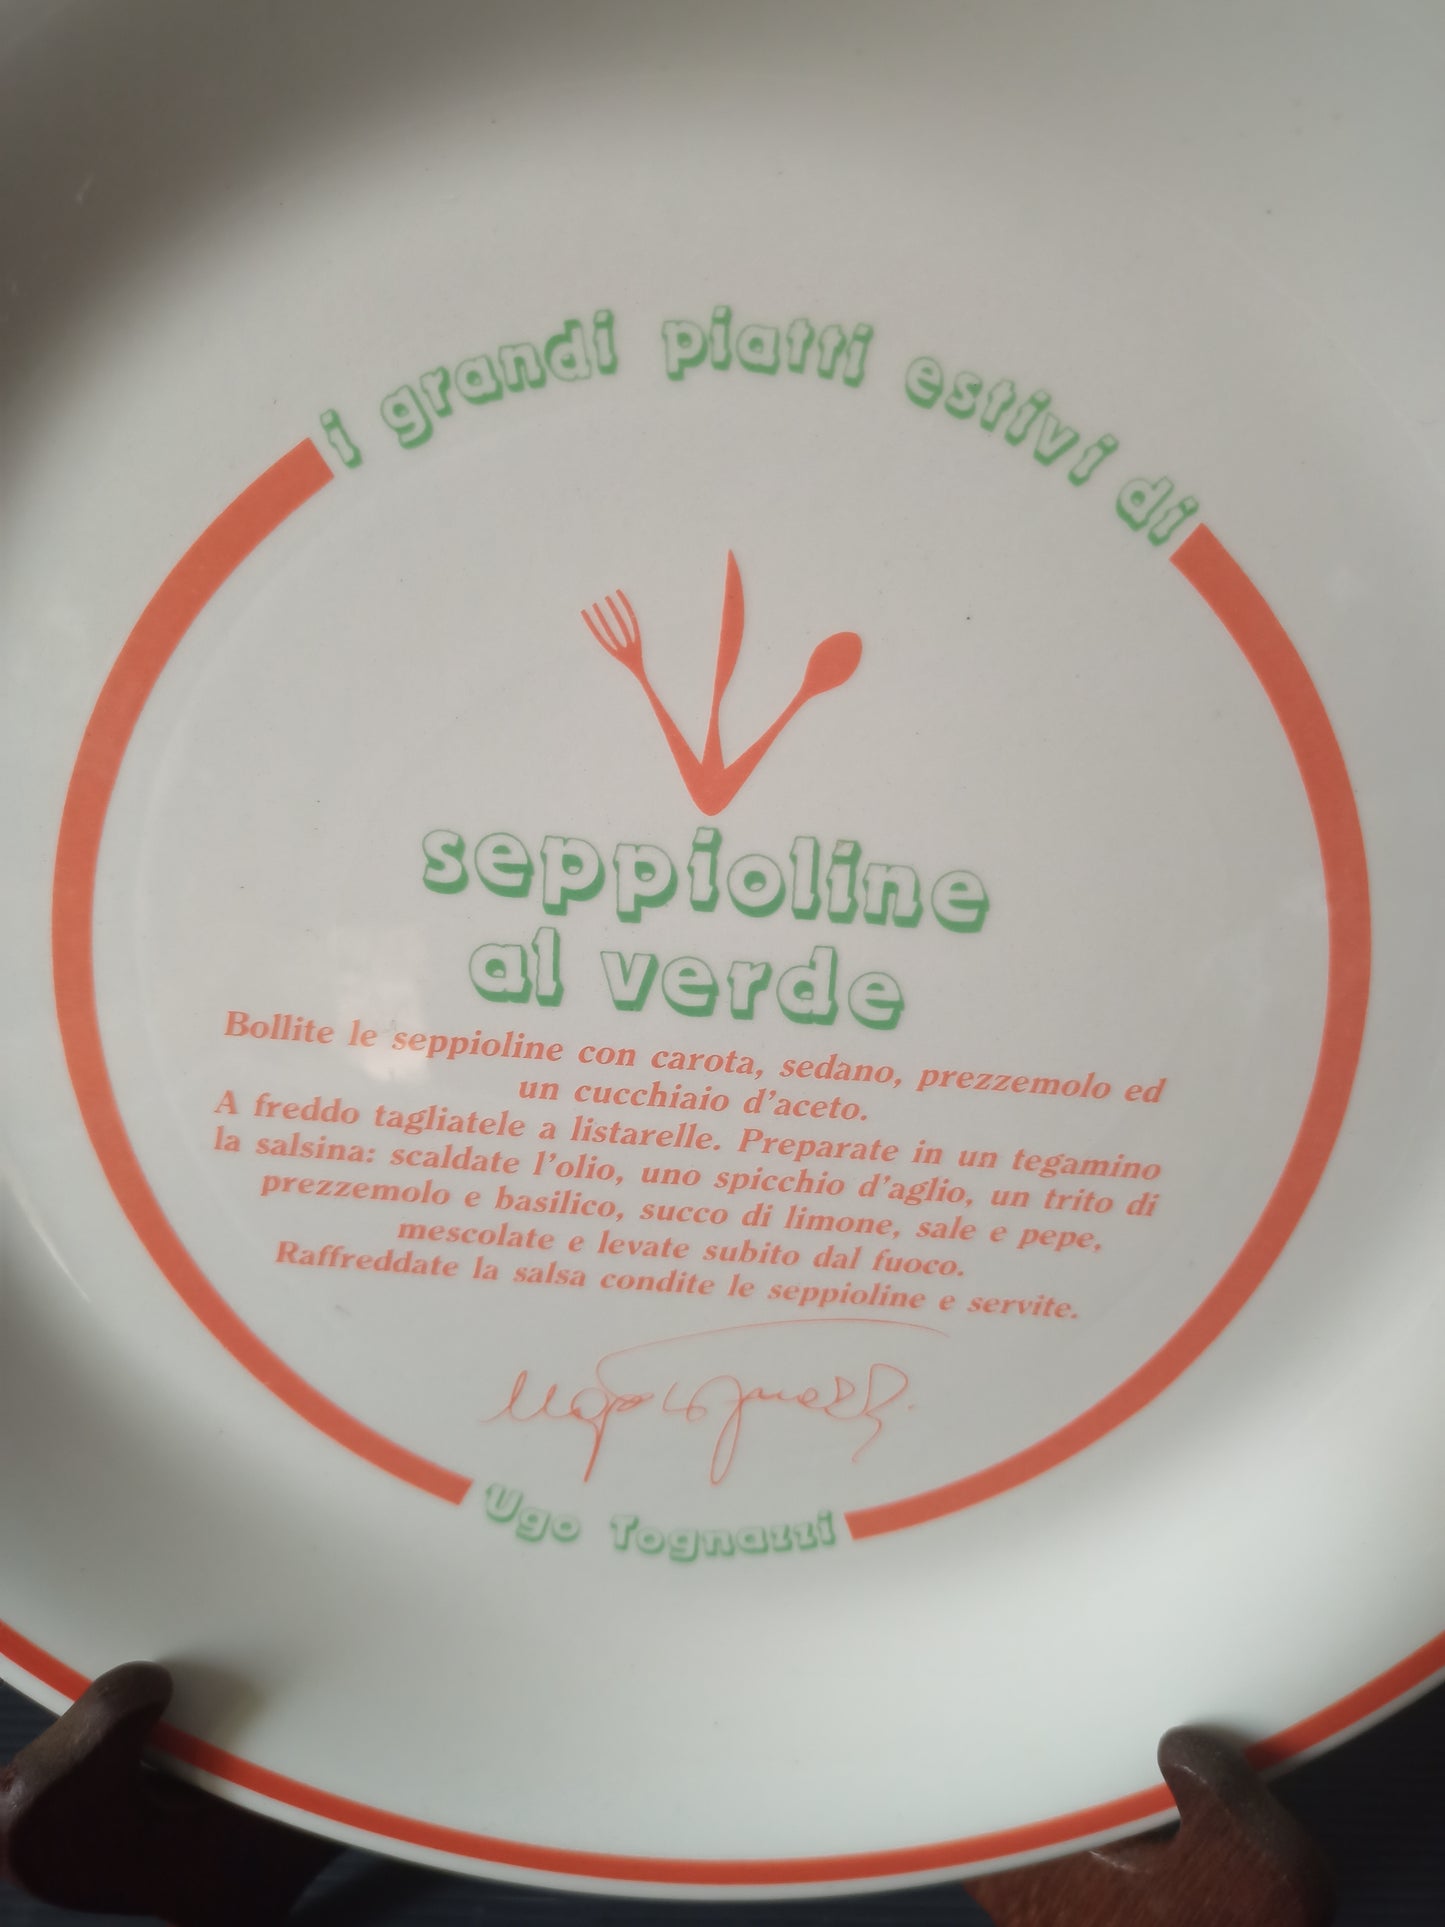 i grandi piatti estivi di
seppioline
al verde
Bollite le seppioline con carota, sedano, prezzemolo ed
un cucchiaio d'aceto.
A freddo tagliatele a listarelle. Preparate in un tegamino
la salsina: scaldate l'olio, uno spicchio d'aglio, un trito di
prezzemolo e basilico, succo di limone, sale e pepe,
mescolate e levate subito dal fuoco.
Raffreddate la salsa condite le seppioline e servite.
Ugo Tognazzi
Ugo Tognazzi